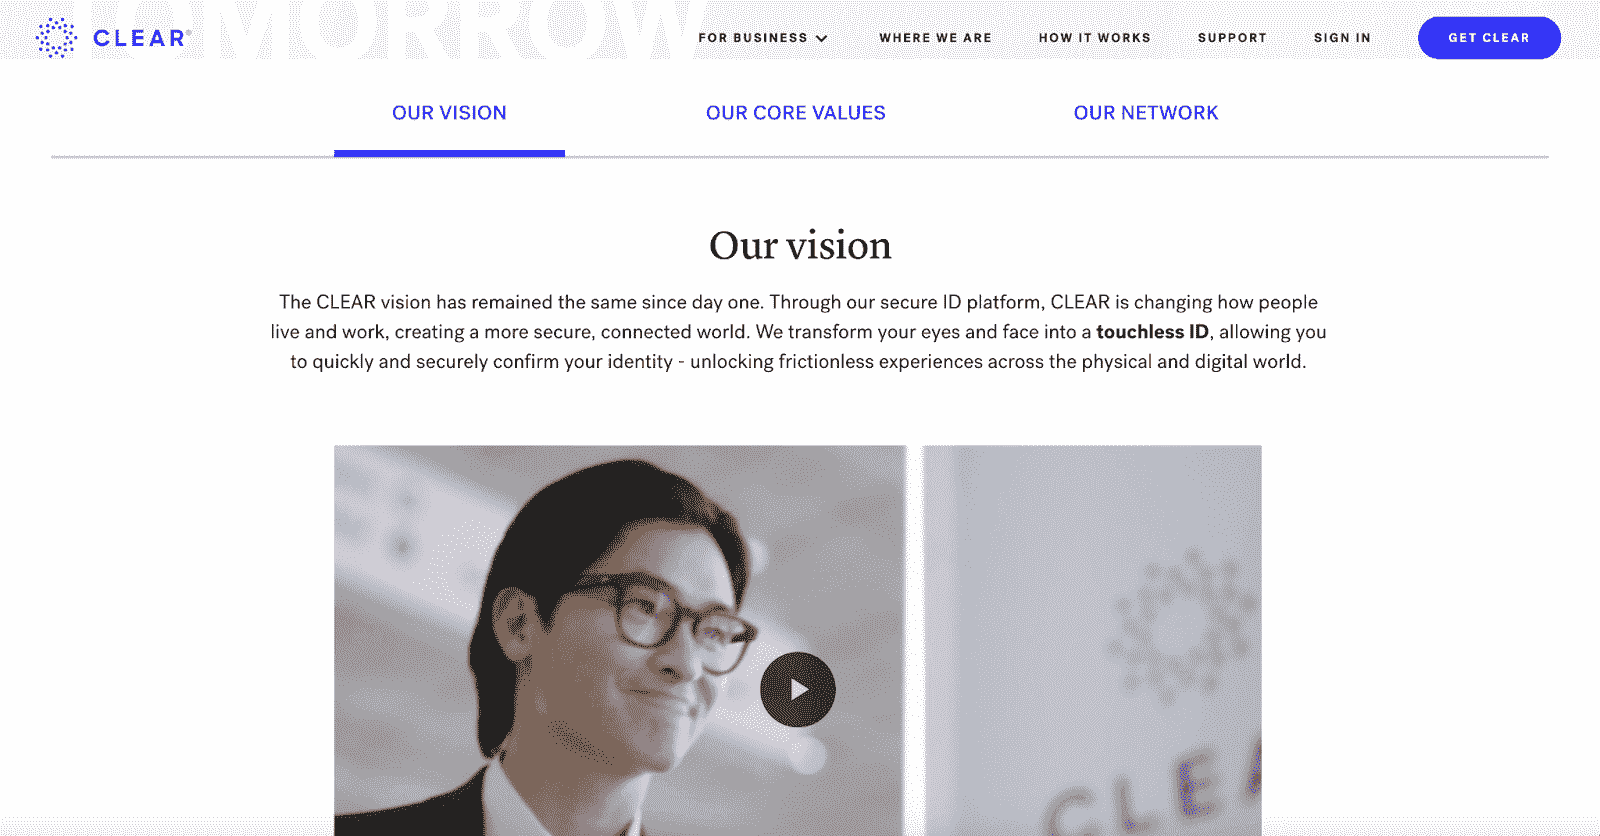 TOMORROW
CLEAR®
FOR BUSINESS
WHERE WE ARE
HOW IT WORKS
SUPPORT
SIGN IN
GET CLEAR
OUR VISION
OUR CORE VALUES
OUR NETWORK
Our vision
The CLEAR vision has remained the same since day one. Through our secure ID platform, CLEAR is changing how people
live and work, creating a more secure, connected world. We transform your eyes and face into a touchless ID, allowing you
to quickly and securely confirm your identity - unlocking frictionless experiences across the physical and digital world.
CLEA